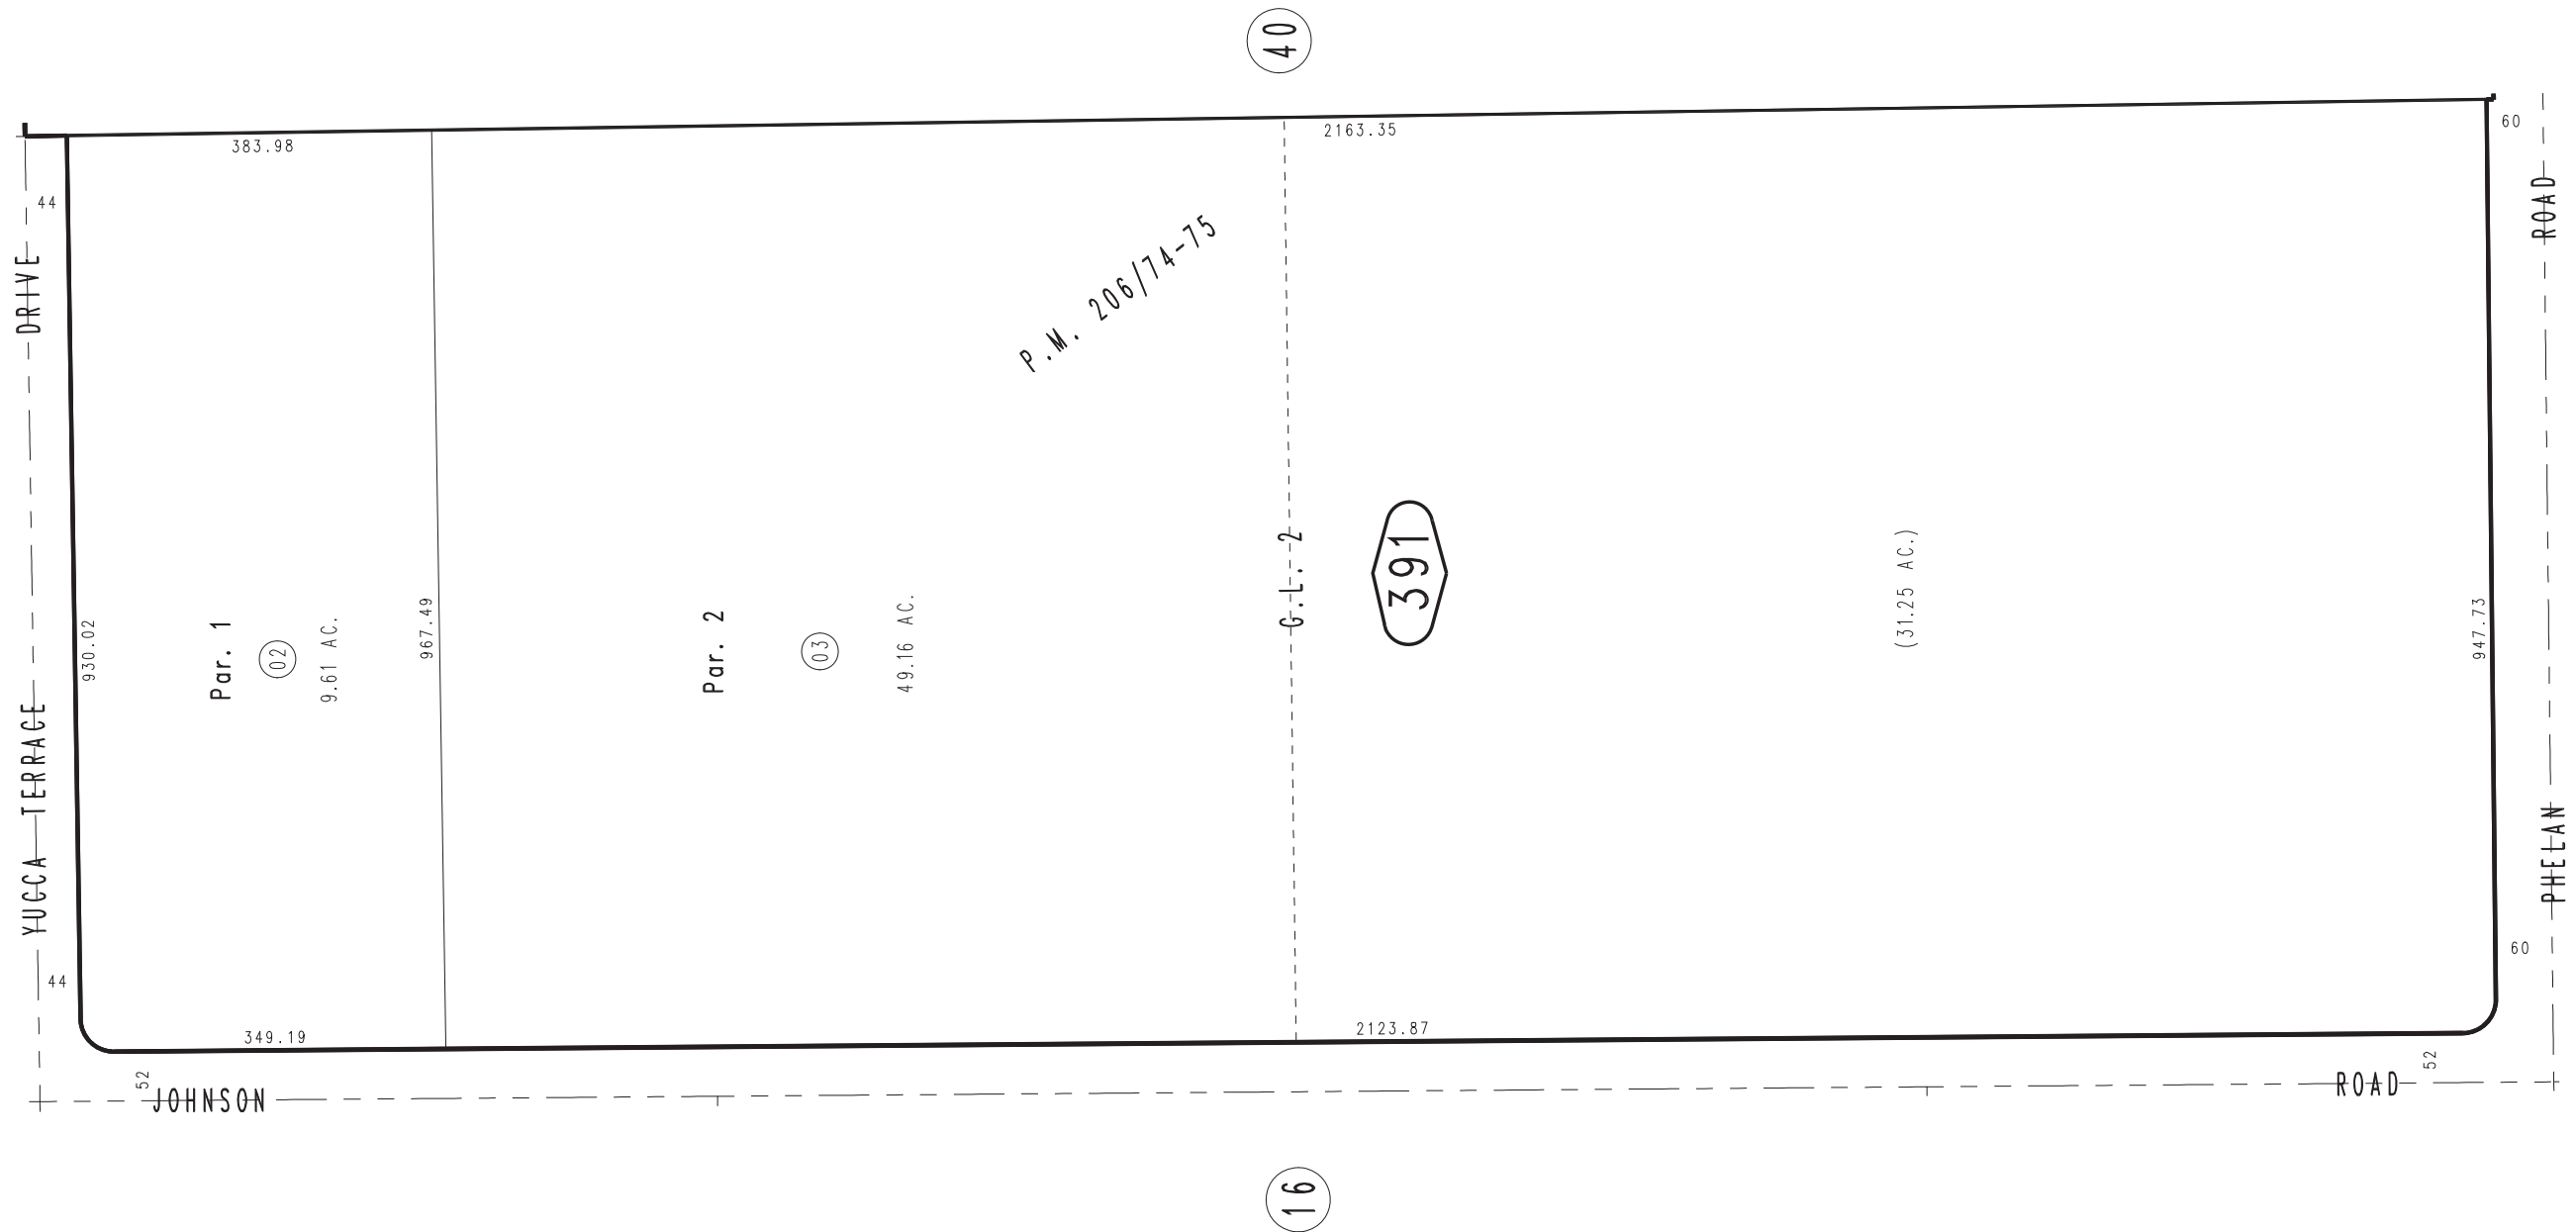 40
383.98
2163.35
60
44
DRIVE
ROAD
P.M. 206/74-75
G.L. 2
391
(31.25 AC.)
930.02
Par. 1
02
9.61 AC.
967.49
Par. 2
03
49.16 AC.
947.73
YUCCA TERRACE
PHELAN
60
44
349.19
2123.87
52
JOHNSON
ROAD
52
16